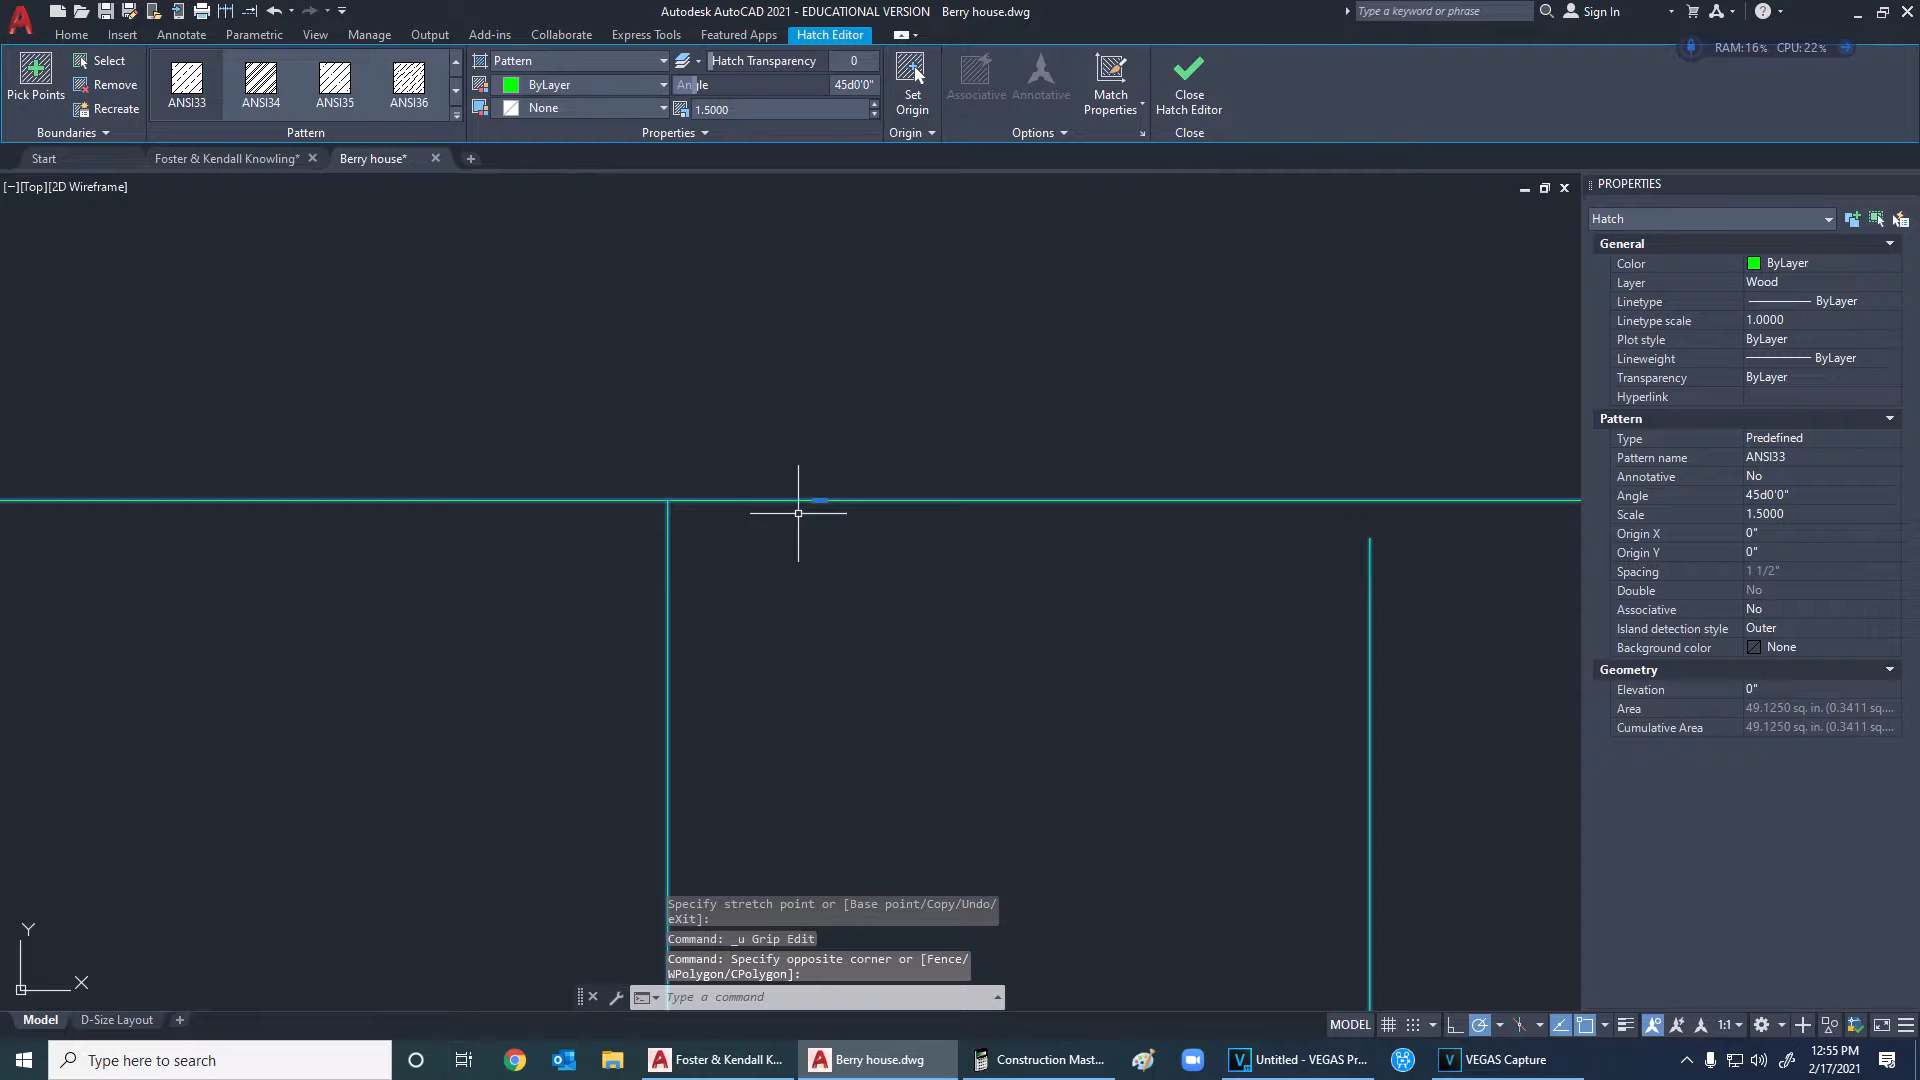 Autodesk AutoCAD 2021 - EDUCATIONAL VERSION Berry house.dwg
Type a keyword or phrase
Sign In
Home Insert Annotate Parametric View Manage Output Add-ins Collaborate Express Tools Featured Apps Hatch Editor
RAM:16% CPU:22%
Pick Points
Select
Remove
Recreate
Boundaries
ANSI33 ANSI34 ANSI35 ANSI36
Pattern
Pattern
ByLayer
None
Hatch Transparency 0
Angle 45d0'0"
1.5000
Properties
Set
Origin
Origin
Associative Annotative
Match
Properties
Options
Close
Hatch Editor
Close
Start Foster & Kendall Knowling* Berry house*
[−][Top][2D Wireframe]
PROPERTIES
Hatch
General
Color ByLayer
Layer Wood
Linetype ByLayer
Linetype scale 1.0000
Plot style ByLayer
Lineweight ByLayer
Transparency ByLayer
Hyperlink
Pattern
Type Predefined
Pattern name ANSI33
Annotative No
Angle 45d0'0"
Scale 1.5000
Origin X 0"
Origin Y 0"
Spacing 1 1/2"
Double No
Associative No
Island detection style Outer
Background color None
Geometry
Elevation 0"
Area 49.1250 sq. in. (0.3411 sq....
Cumulative Area 49.1250 sq. in. (0.3411 sq....
Specify stretch point or [Base point/Copy/Undo/
eXit]:
Command: _u Grip Edit
Command: Specify opposite corner or [Fence/
WPolygon/CPolygon]:
Type a command
Y
X
Model D-Size Layout
MODEL 1:1
Type here to search
Foster & Kendall K...
Berry house.dwg
Construction Mast...
Untitled - VEGAS Pr...
VEGAS Capture
12:55 PM
2/17/2021